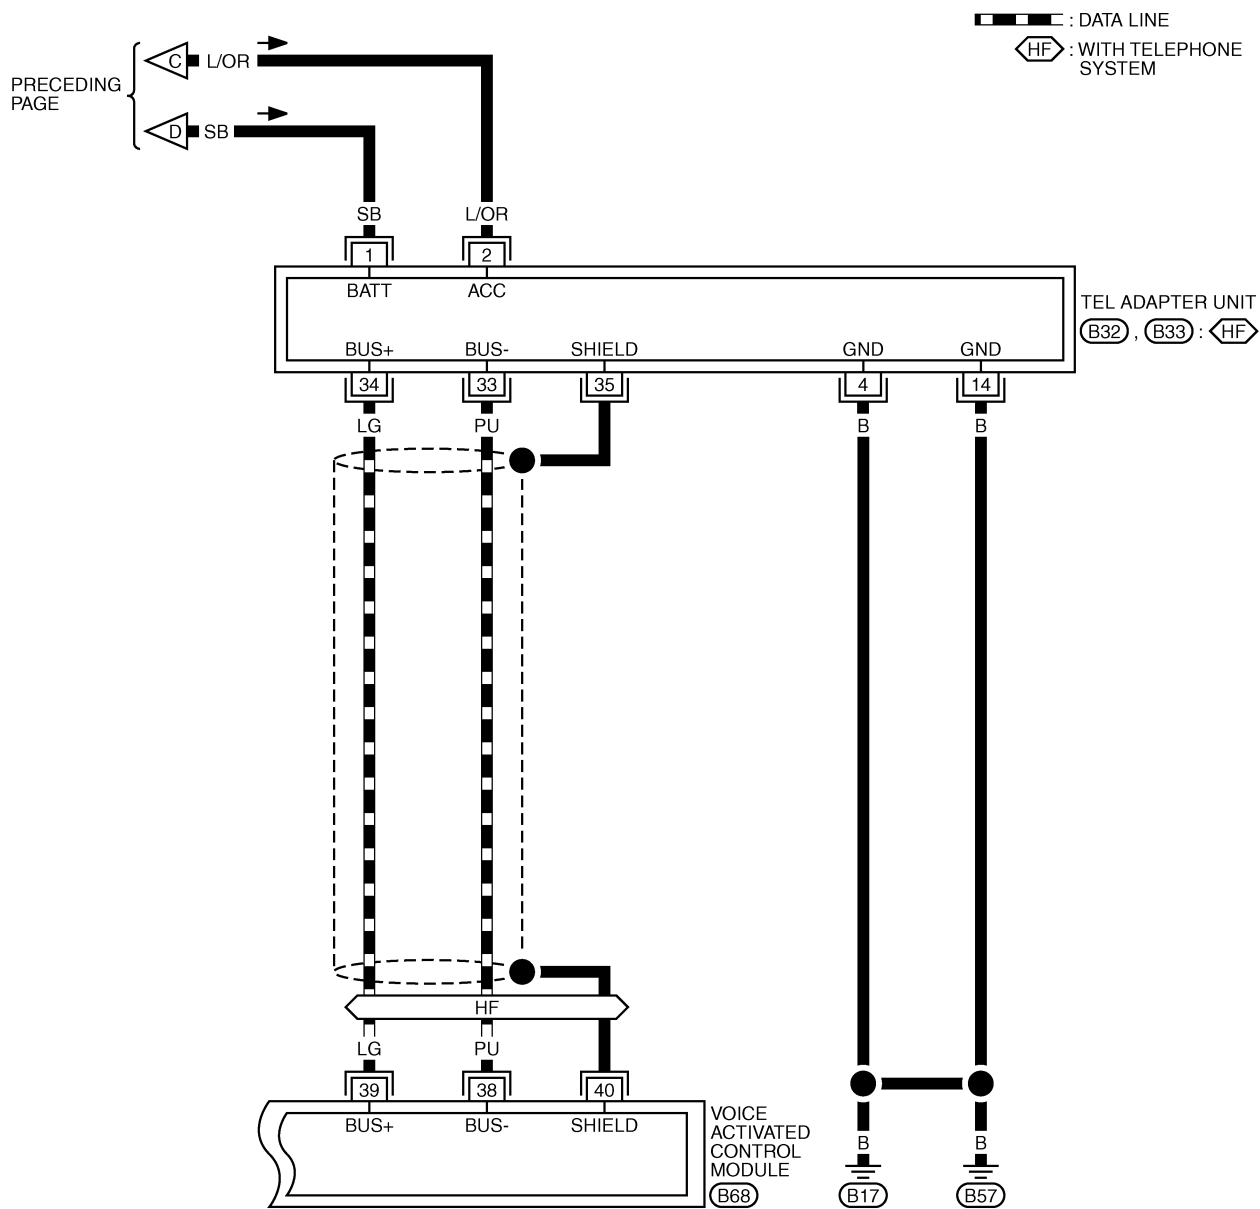 : DATA LINE
HF : WITH TELEPHONE
SYSTEM
PRECEDING
PAGE
C L/OR
D SB
SB L/OR
1 2
BATT ACC
TEL ADAPTER UNIT
B32 , B33 : HF
BUS+ BUS- SHIELD GND GND
34 33 35 4 14
LG PU B B
HF
LG PU
39 38 40
BUS+ BUS- SHIELD
VOICE
ACTIVATED
CONTROL
MODULE
B68
B B
B17 B57